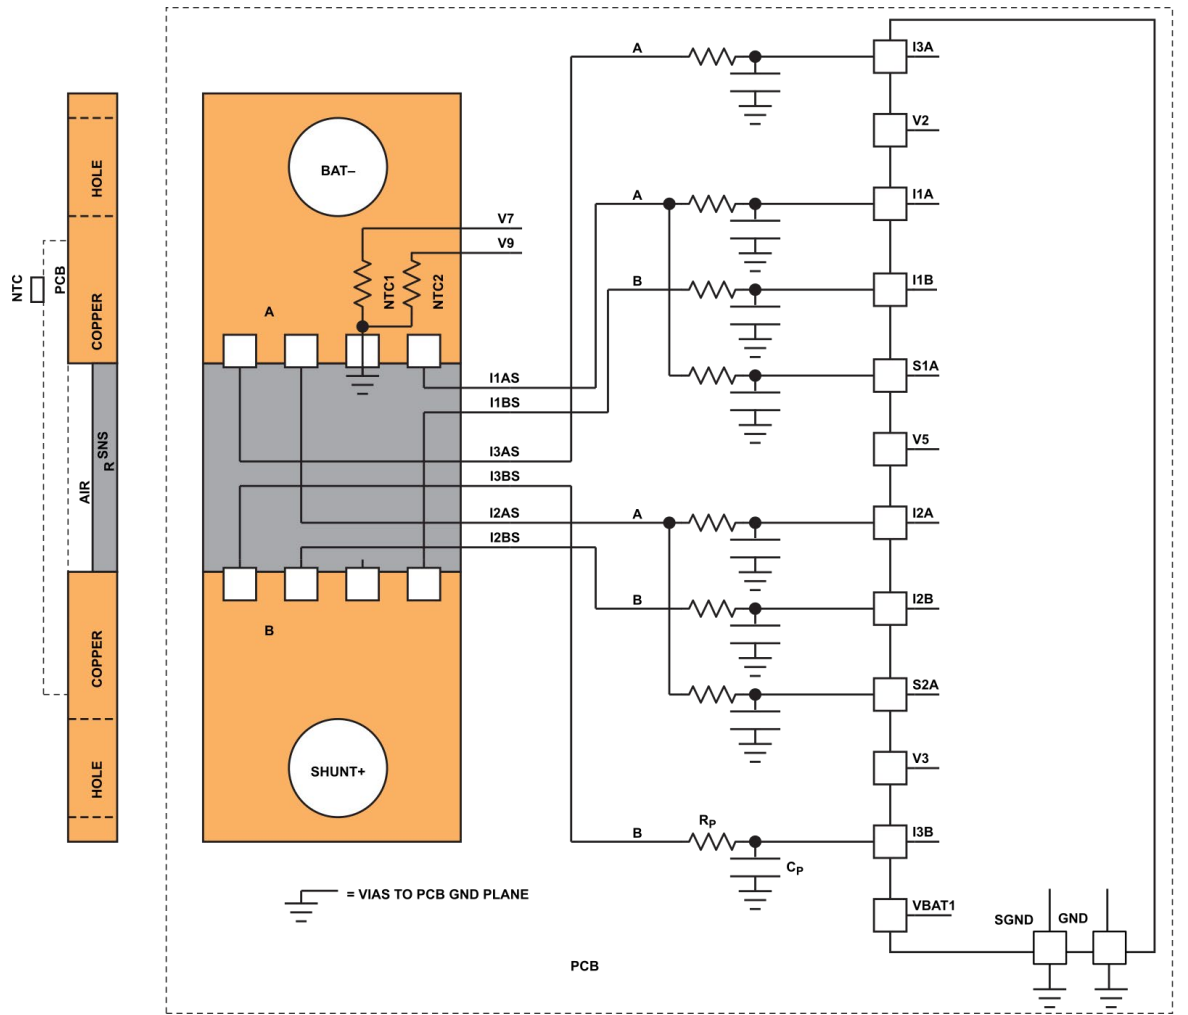 A
I3A
V2
A
I1A
B
I1B
S1A
V5
A
I2A
B
I2B
S2A
V3
B
RP
CP
I3B
VBAT1
SGND
GND
HOLE
NTC
PCB
COPPER
AIR
RSNS
COPPER
HOLE
BAT–
V7
V9
NTC1
NTC2
A
I1AS
I1BS
I3AS
I3BS
I2AS
I2BS
B
SHUNT+
= VIAS TO PCB GND PLANE
PCB